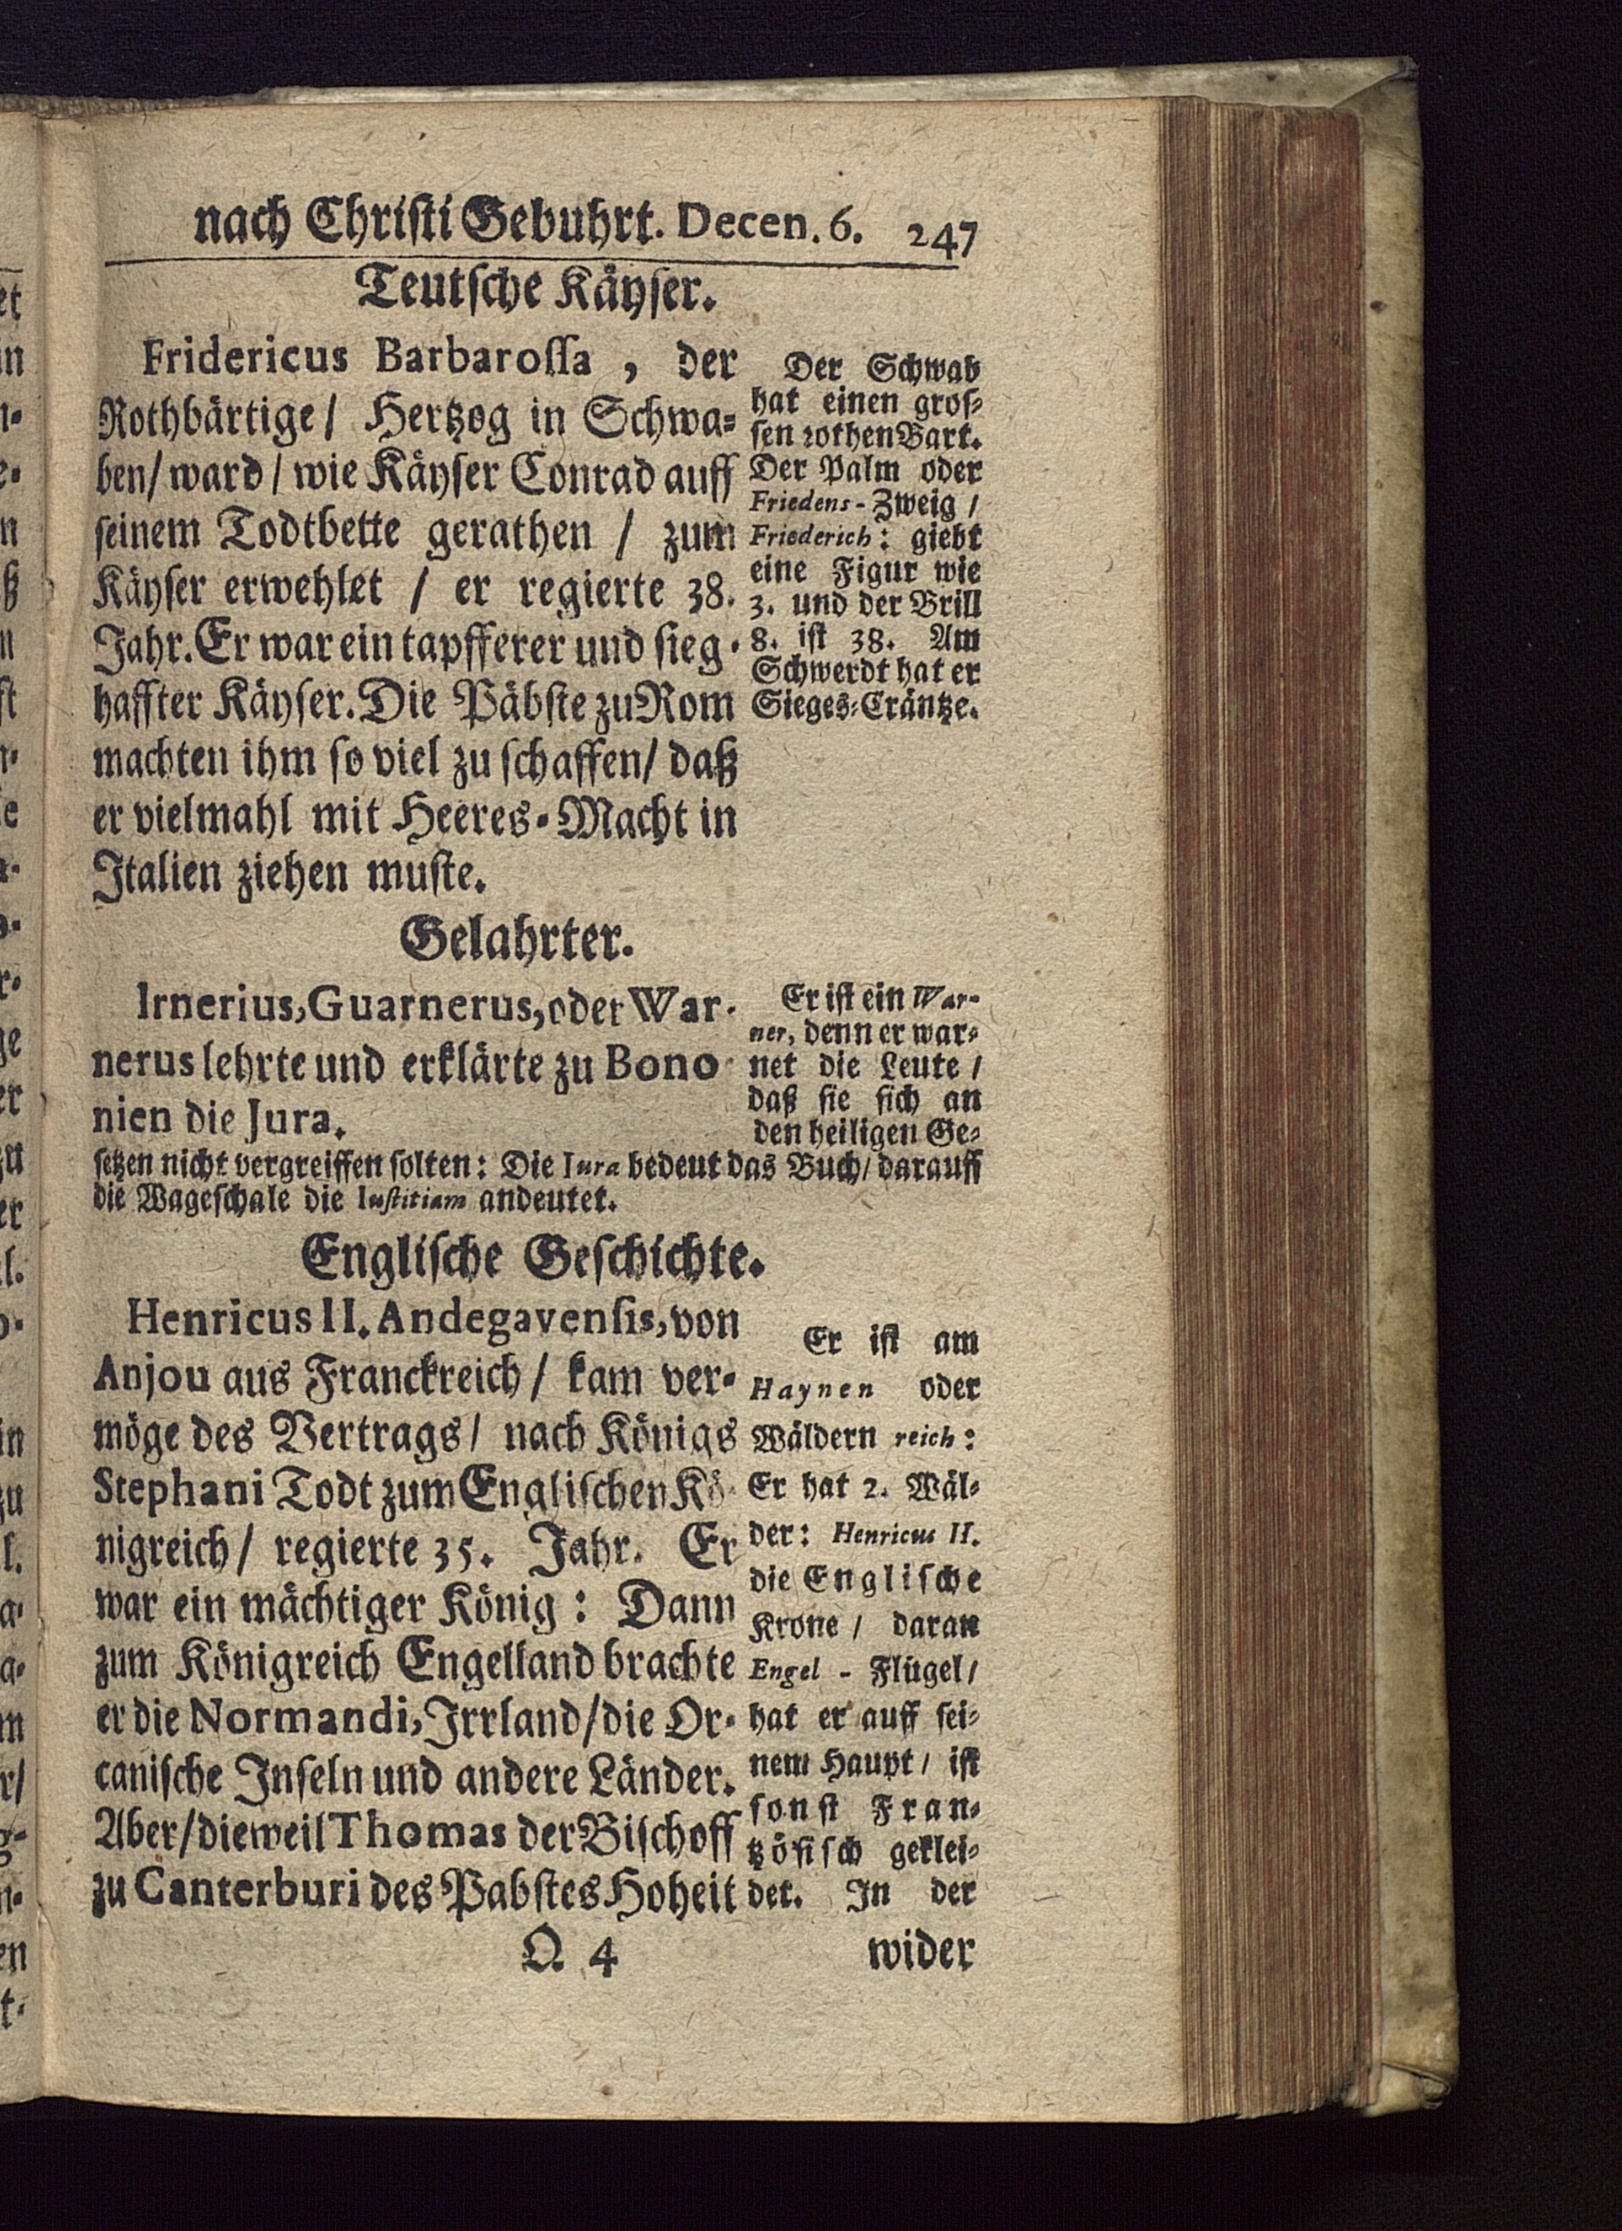 nach Chriſti Gebuhrt. Decen. 6. 247
Teutſche Käyſer.
Fridericus Barbaroſſa, der
Rothbärtige/ Hertzog in Schwa⸗
ben/ ward/ wie Käyſer Conrad auff
ſeinem Todtbette gerathen / zum
Käyſer erwehlet / er regierte 38.
Jahr. Er war ein tapfferer und ſieg⸗
haffter Käyſer. Die Päbſte zu Rom
machten ihm ſo viel zu ſchaffen/ daß
er vielmahl mit Heeres⸗Macht in
Italien ziehen muſte.
Der Schwab
hat einen groſ⸗
ſen rothen Bart.
Der Palm oder
Friedens-Zweig /
Friederich: giebt
eine Figur wie
3. und der Brill
8. iſt 38. Am
Schwerdt hat er
Sieges⸗Cräntze.
Gelahrter.
Irnerius, Guarnerus, oder War⸗
nerus lehrte und erklärte zu Bono⸗
nien die Jura.
Er iſt ein War-
ner, denn er war⸗
net die Leute /
daß ſie ſich an
den heiligen Ge⸗
ſetzen nicht vergreiffen ſolten: Die Iura bedeut das Buch/ darauff
die Wageſchale die Iuſtitiam andeutet.
Engliſche Geſchichte.
Henricus II. Andegavenſis, von
Anjou aus Franckreich/ kam ver⸗
möge des Vertrags/ nach Königs
Stephani Todt zum Engliſchen Kö⸗
nigreich/ regierte 35. Jahr. Er
war ein mächtiger König: Dann
zum Königreich Engelland brachte
er die Normandi, Irrland/ die Or⸗
caniſche Inſeln und andere Länder.
Aber/ dieweil Thomas der Biſchoff
zu Canterburi des Pabſtes Hoheit
Er iſt am
Haynen oder
Wäldern reich:
Er hat 2. Wäl⸗
der: Henricus II.
die Engliſche
Krone / daran
Engel - Flügel/
hat er auff ſei⸗
nem Haupt/ iſt
ſonſt Fran⸗
tzöſiſch geklei⸗
det. In der
Q 4 wider